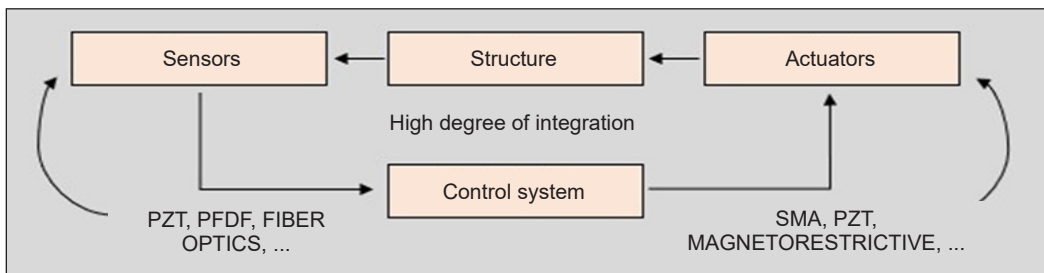 Sensors
Structure
Actuators
High degree of integration
Control system
PZT, PFDF, FIBER
OPTICS, ...
SMA, PZT,
MAGNETORESTRICTIVE, ...